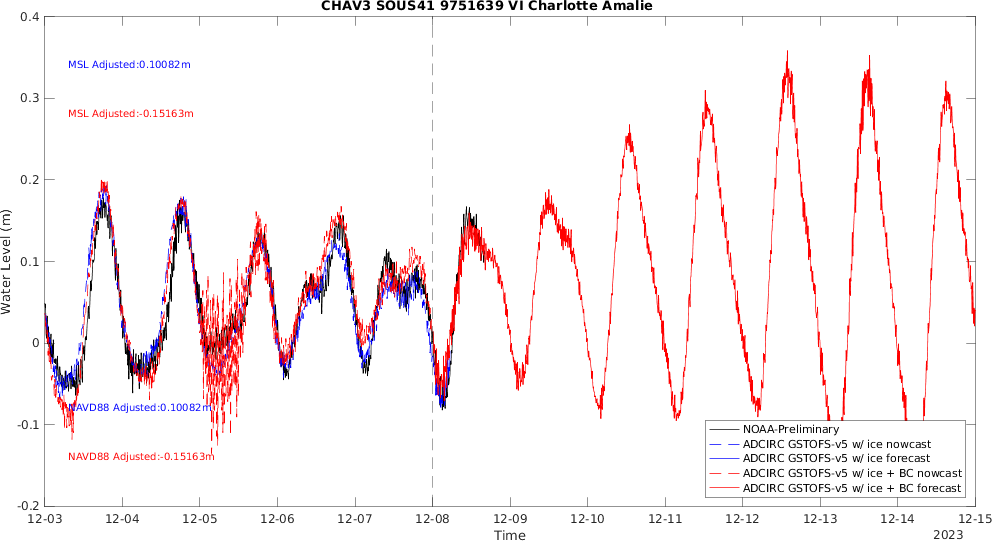 CHAV3 SOUS41 9751639 VI Charlotte Amalie
0.4
0.3
0.2
0.1
0
-0.1
-0.2
Water Level (m)
MSL Adjusted:0.10082m
MSL Adjusted:-0.15163m
NAVD88 Adjusted:0.10082m
NAVD88 Adjusted:-0.15163m
NOAA-Preliminary
ADCIRC GSTOFS-v5 w/ ice nowcast
ADCIRC GSTOFS-v5 w/ ice forecast
ADCIRC GSTOFS-v5 w/ ice + BC nowcast
ADCIRC GSTOFS-v5 w/ ice + BC forecast
12-03 12-04 12-05 12-06 12-07 12-08 12-09 12-10 12-11 12-12 12-13 12-14 12-15
Time
2023